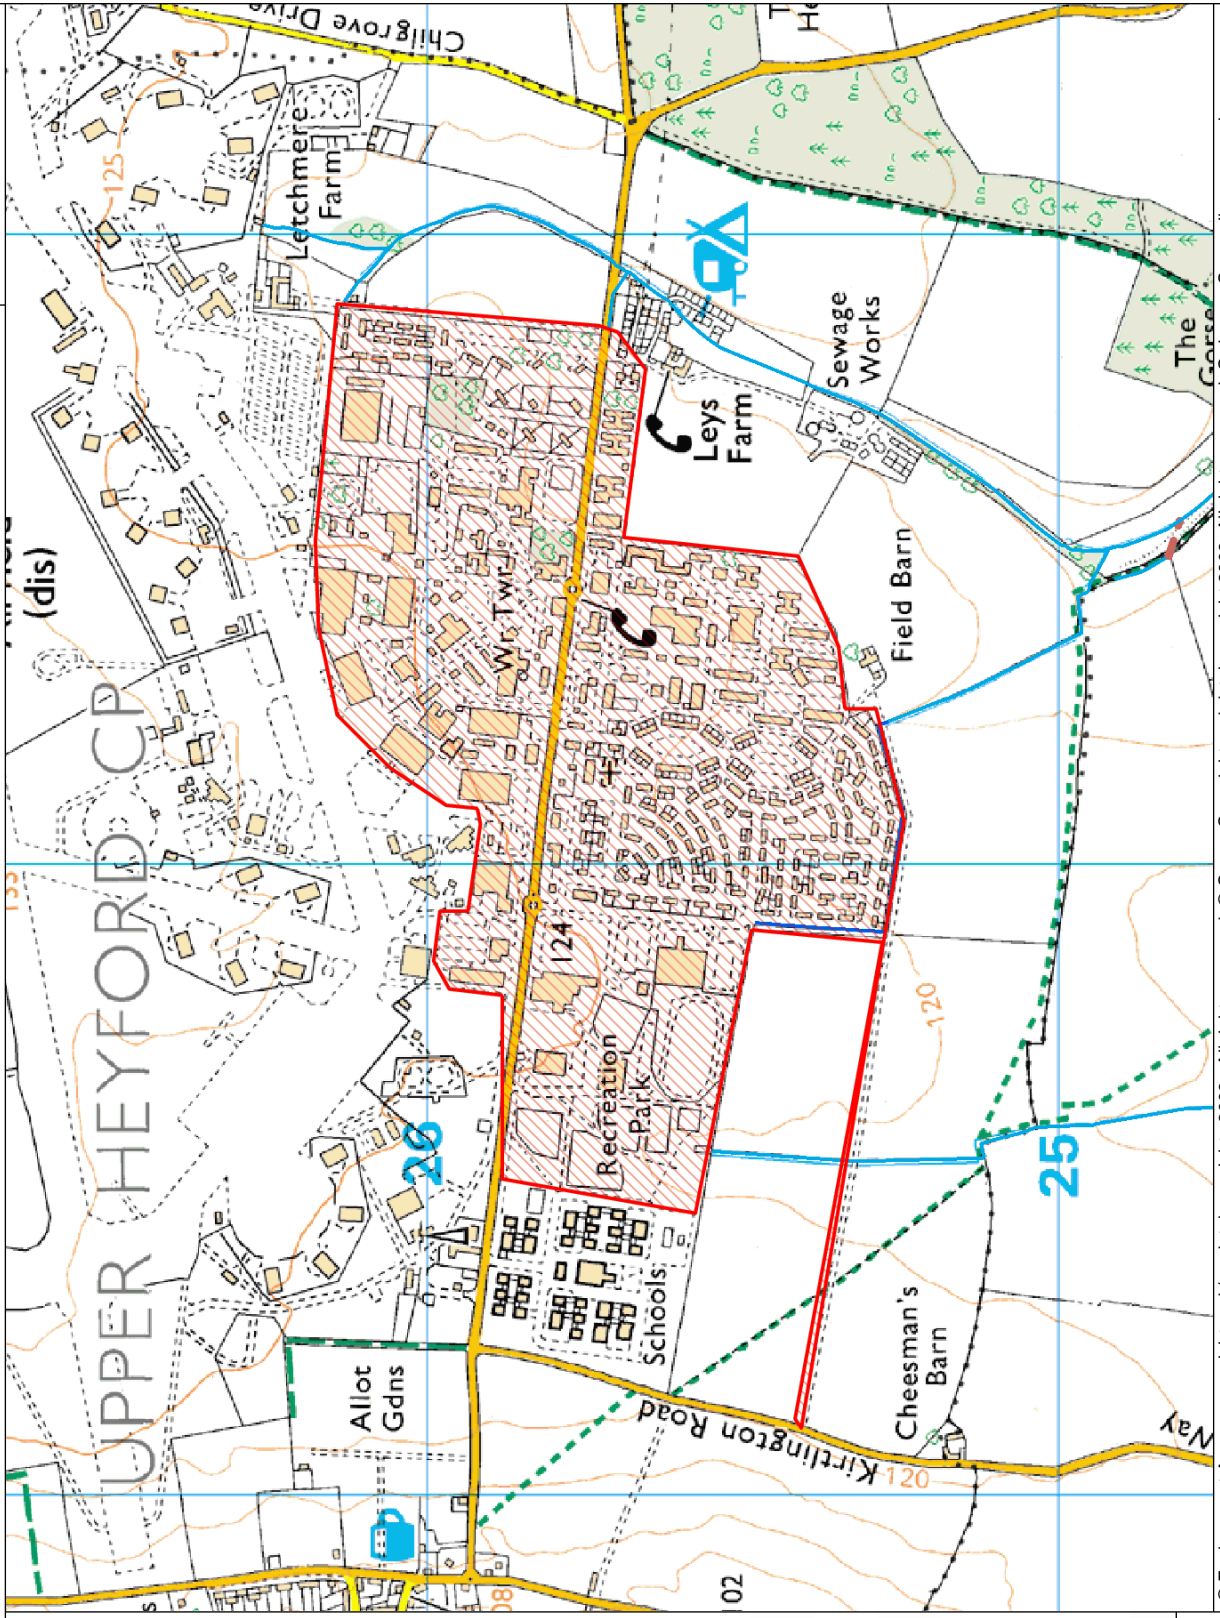 Chilgrove Drive
125
Letchmere
Farm
(dis)
UPPER HEYFORD CP
Sewage
Works
The
Leys
Farm
Wr Twr
Field Barn
124
120
Recreation
Park
26
25
Schools
Allot
Gdns
Kirtlington Road
Cheesman's
Barn
120
Way
102